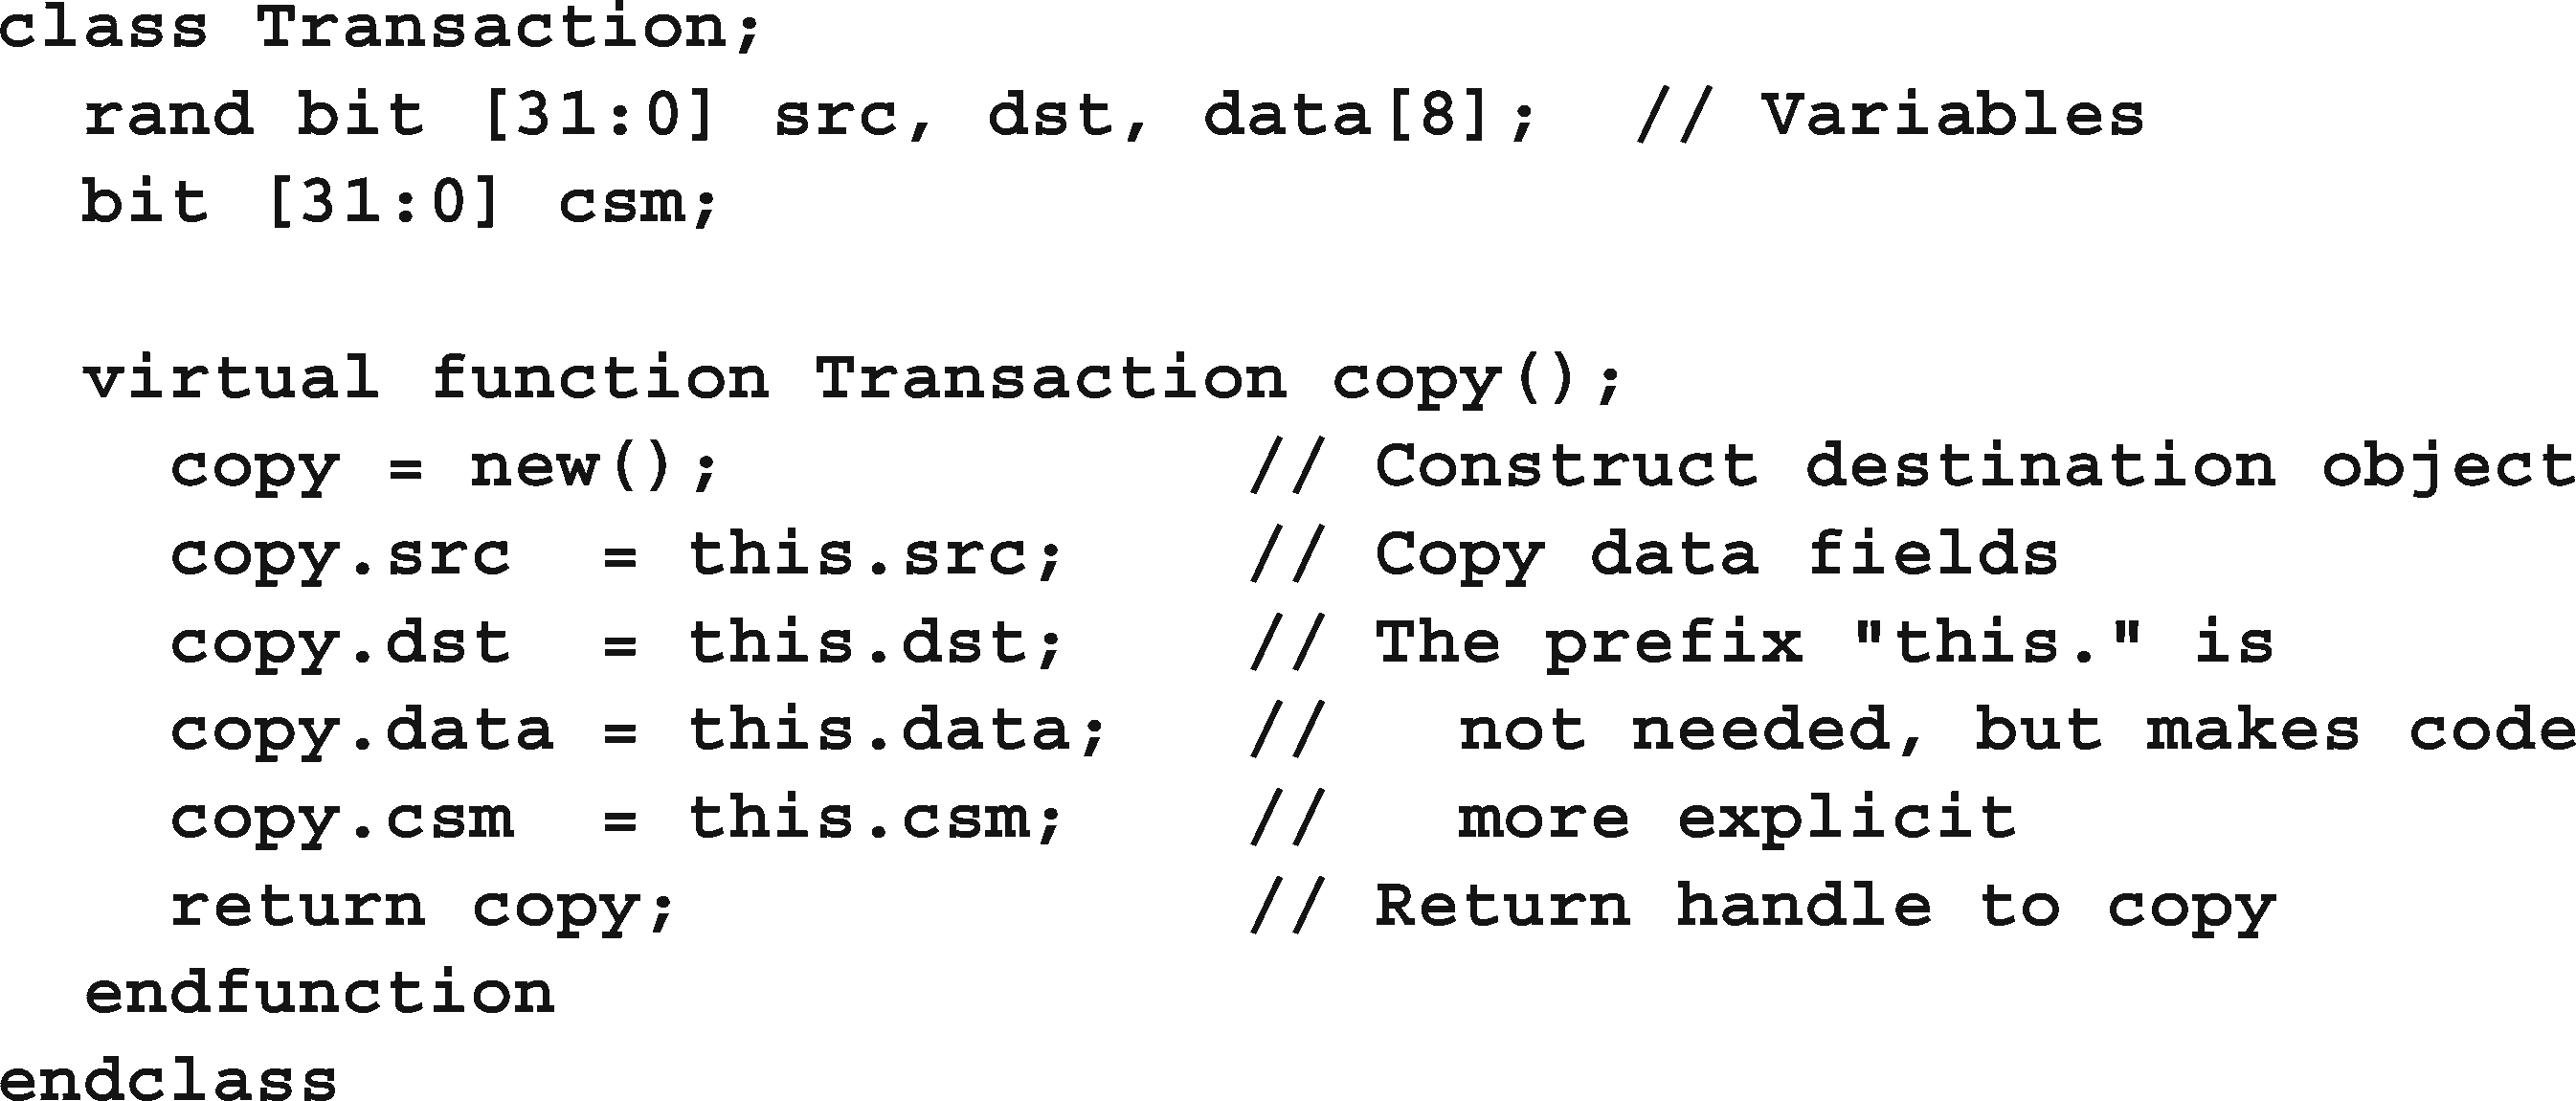 class Transaction;
  rand bit [31:0] src, dst, data[8];  // Variables
  bit [31:0] csm;

  virtual function Transaction copy();
    copy = new();             // Construct destination object
    copy.src  = this.src;     // Copy data fields
    copy.dst  = this.dst;     // The prefix "this." is
    copy.data = this.data;    //   not needed, but makes code
    copy.csm  = this.csm;     //   more explicit
    return copy;              // Return handle to copy
  endfunction
endclass